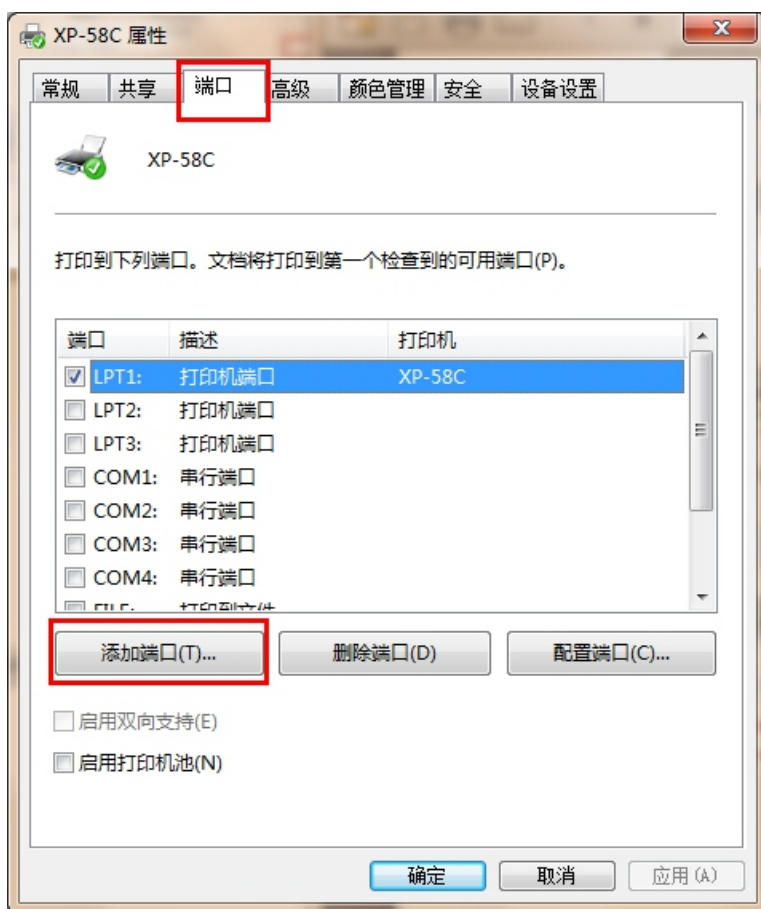 XP-58C 属性
常规 共享 端口 高级 颜色管理 安全 设备设置
XP-58C
打印到下列端口。文档将打印到第一个检查到的可用端口(P)。
端口 描述 打印机
LPT1: 打印机端口 XP-58C
LPT2: 打印机端口
LPT3: 打印机端口
COM1: 串行端口
COM2: 串行端口
COM3: 串行端口
COM4: 串行端口
FILE: 打印到文件
添加端口(T)... 删除端口(D) 配置端口(C)...
启用双向支持(E)
启用打印机池(N)
确定 取消 应用(A)